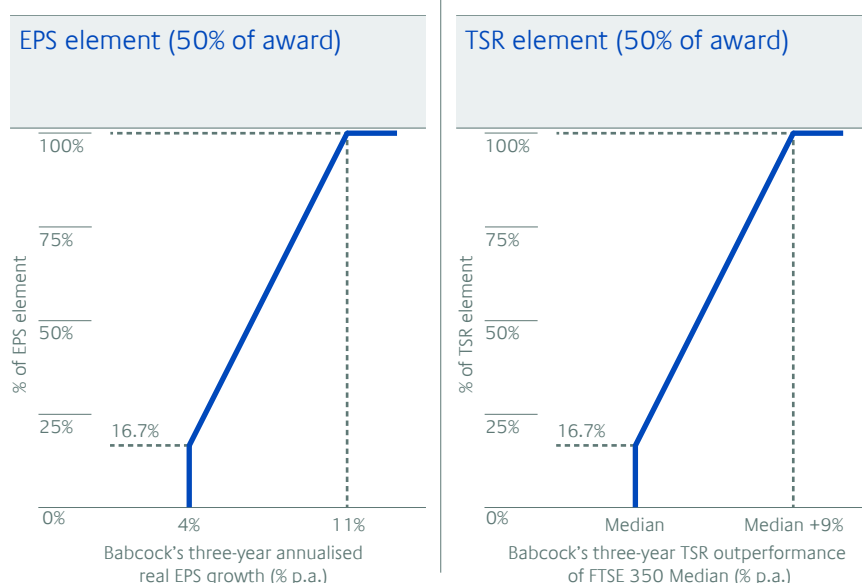 EPS element (50% of award)
% of EPS element
100%
75%
50%
25%
16.7%
0%
4%
11%
Babcock's three-year annualised
real EPS growth (% p.a.)
TSR element (50% of award)
% of TSR element
100%
75%
50%
25%
16.7%
0%
Median
Median +9%
Babcock's three-year TSR outperformance
of FTSE 350 Median (% p.a.)